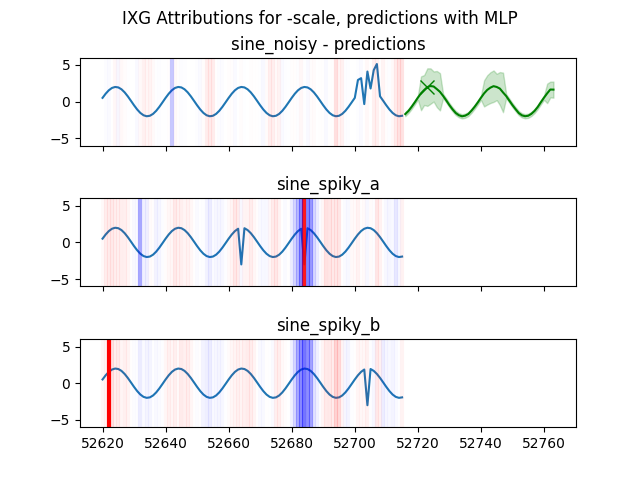 IXG Attributions for -scale, predictions with MLP
sine_noisy - predictions
5
0
−5
sine_spiky_a
5
0
−5
sine_spiky_b
5
0
−5
52620 52640 52660 52680 52700 52720 52740 52760